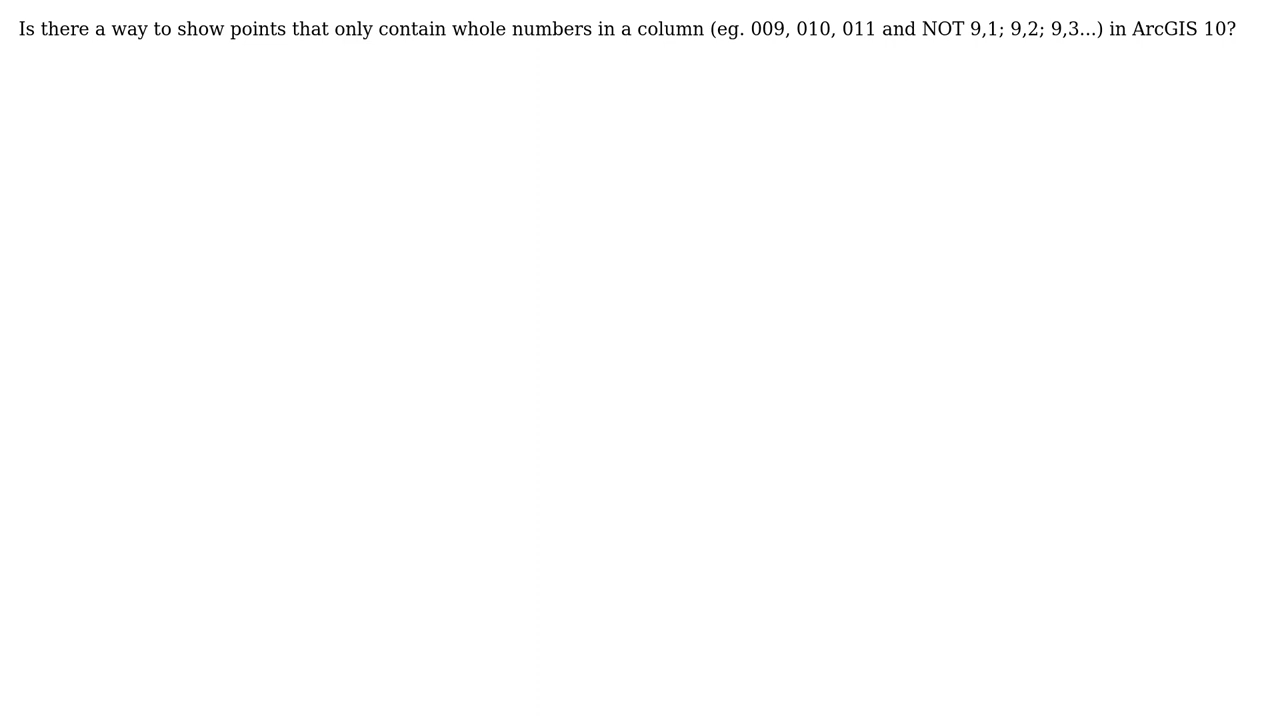 Is there a way to show points that only contain whole numbers in a column (eg. 009, 010, 011 and NOT 9,1; 9,2; 9,3...) in ArcGIS 10?